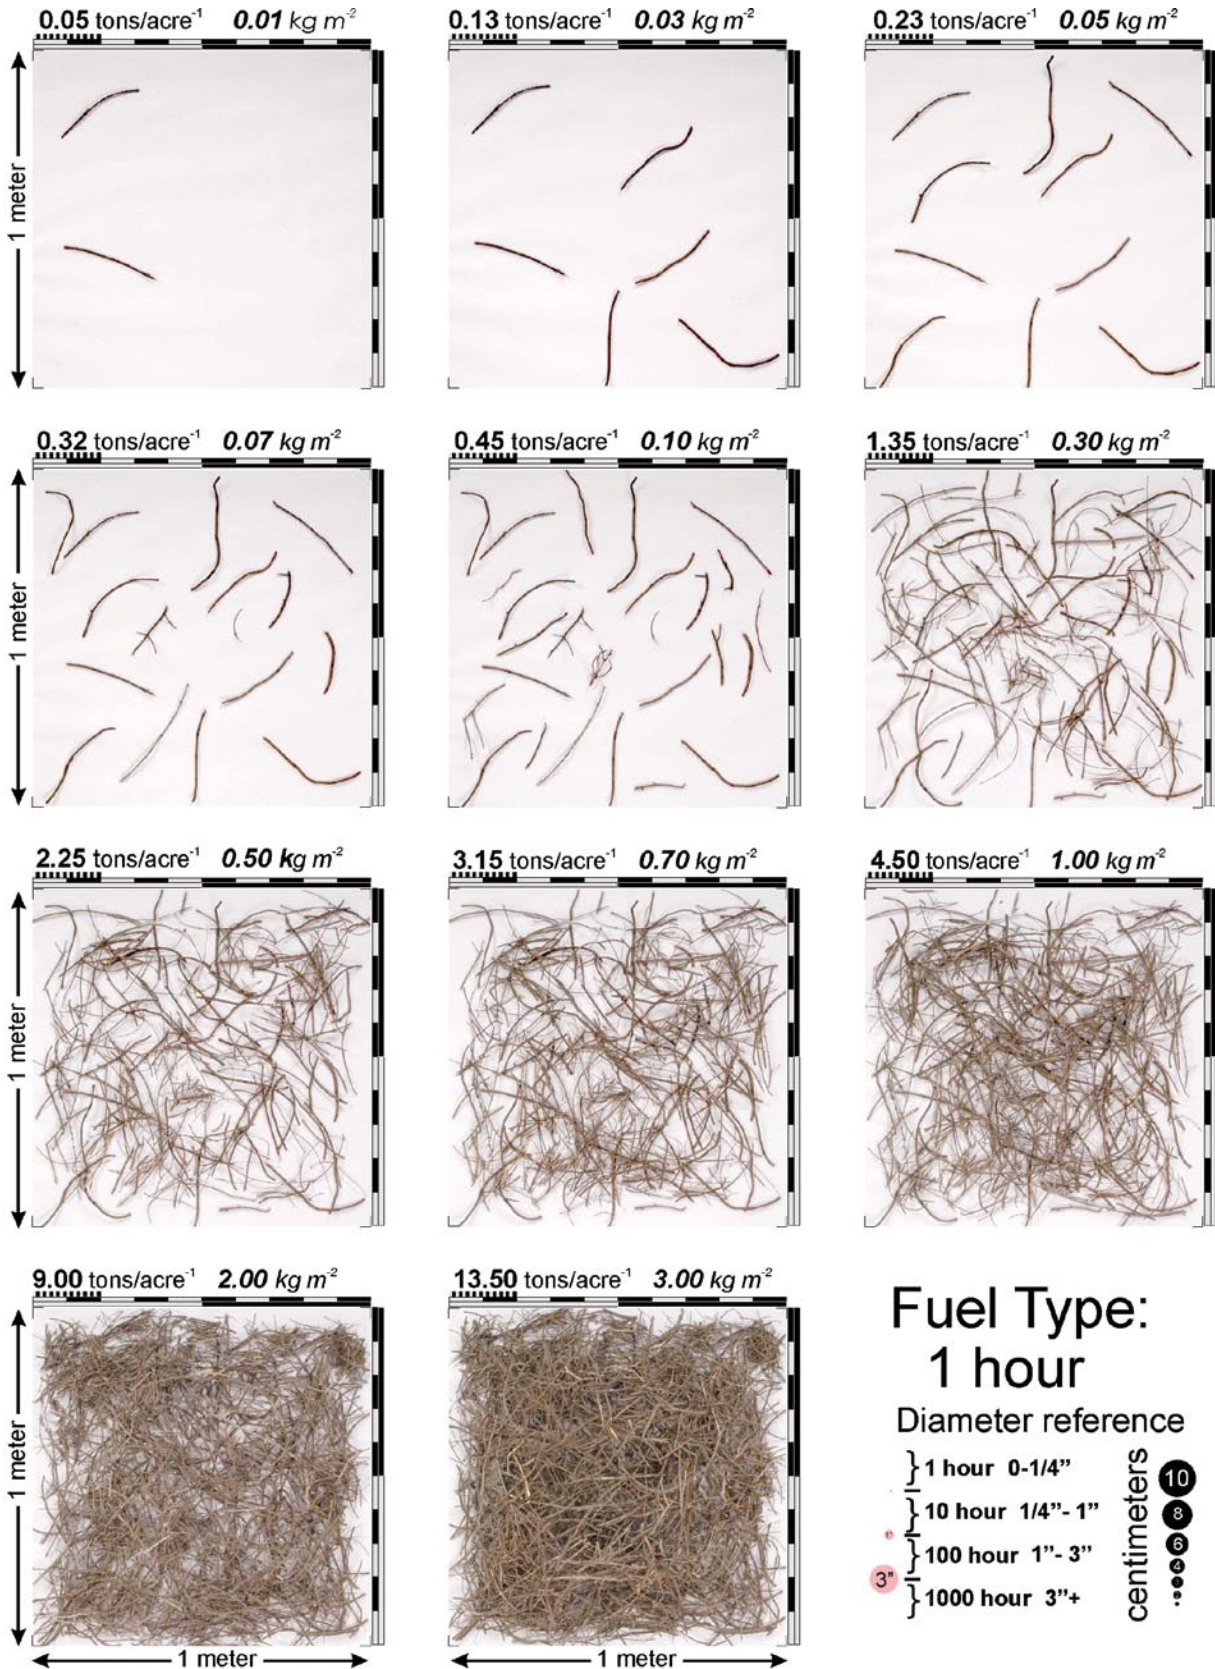 0.05 tons/acre⁻¹ 0.01 kg m⁻²
0.13 tons/acre⁻¹ 0.03 kg m⁻²
0.23 tons/acre⁻¹ 0.05 kg m⁻²
1 meter
0.32 tons/acre⁻¹ 0.07 kg m⁻²
0.45 tons/acre⁻¹ 0.10 kg m⁻²
1.35 tons/acre⁻¹ 0.30 kg m⁻²
1 meter
2.25 tons/acre⁻¹ 0.50 kg m⁻²
3.15 tons/acre⁻¹ 0.70 kg m⁻²
4.50 tons/acre⁻¹ 1.00 kg m⁻²
1 meter
9.00 tons/acre⁻¹ 2.00 kg m⁻²
13.50 tons/acre⁻¹ 3.00 kg m⁻²
1 meter
1 meter
1 meter
Fuel Type:
1 hour
Diameter reference
1 hour 0-1/4”
10 hour 1/4”- 1”
100 hour 1”- 3”
1000 hour 3”+
3”
centimeters
10
8
6
4